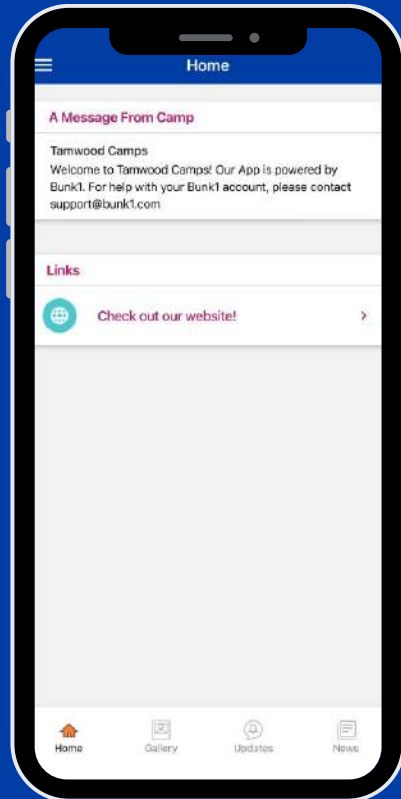 Home
A Message From Camp
Tamwood Camps
Welcome to Tamwood Camps! Our App is powered by
Bunk1. For help with your Bunk1 account, please contact
support@bunk1.com
Links
Check out our website!
Home Gallery Updates News